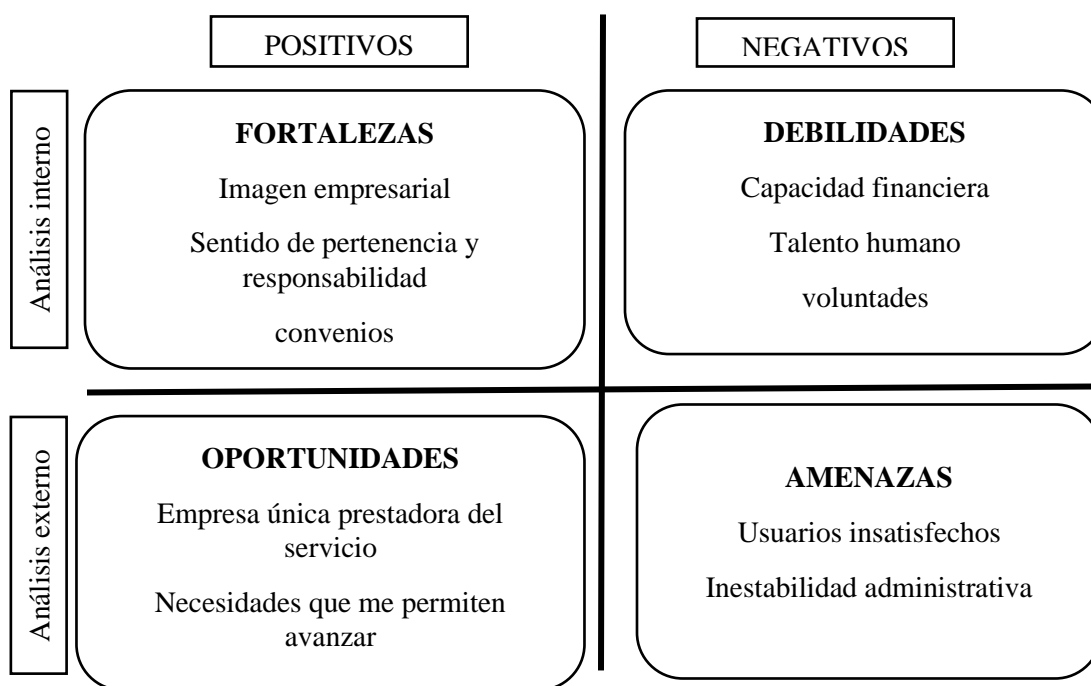 POSITIVOS
NEGATIVOS
Análisis interno
FORTALEZAS
Imagen empresarial
Sentido de pertenencia y
responsabilidad
convenios
DEBILIDADES
Capacidad financiera
Talento humano
voluntades
Análisis externo
OPORTUNIDADES
Empresa única prestadora del
servicio
Necesidades que me permiten
avanzar
AMENAZAS
Usuarios insatisfechos
Inestabilidad administrativa